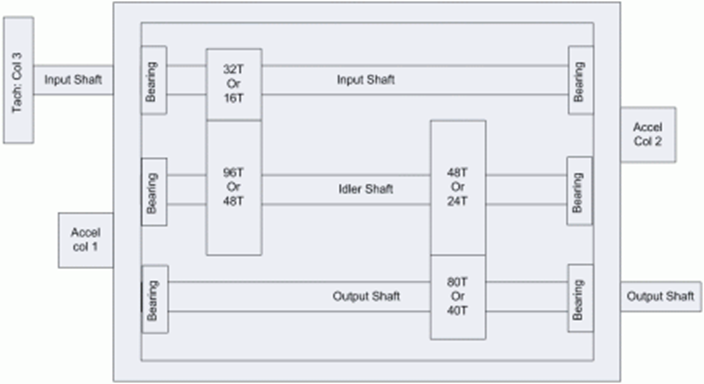 Tach: Col 3
Input Shaft
Bearing
32T
Or
16T
Input Shaft
Bearing
Accel
Col 2
Bearing
96T
Or
48T
Idler Shaft
48T
Or
24T
Bearing
Accel
col 1
Bearing
Output Shaft
80T
Or
40T
Bearing
Output Shaft